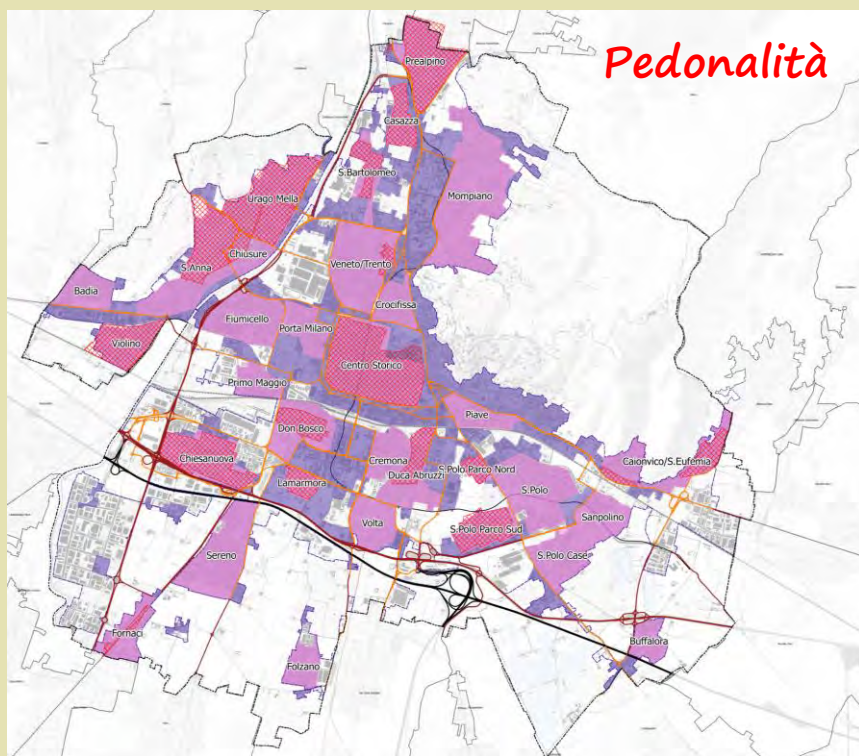 Pedonalità
Prealpino
Casazza
S.Bartolomeo
Mompiano
Urago Mella
Chiusure
S.Anna
Veneto/Trento
Badia
Crocifissa
Fiumicello
Porta Milano
Violino
Centro Storico
Primo Maggio
Piave
Don Bosco
Chiesanuova
Cremona
S.Polo Parco Nord
Caionvico/S.Eufemia
Duca Abruzzi
Lamarmora
S.Polo
Sanpolino
Volta
S.Polo Parco Sud
Sereno
S.Polo Case
Fornaci
Buffalora
Folzano